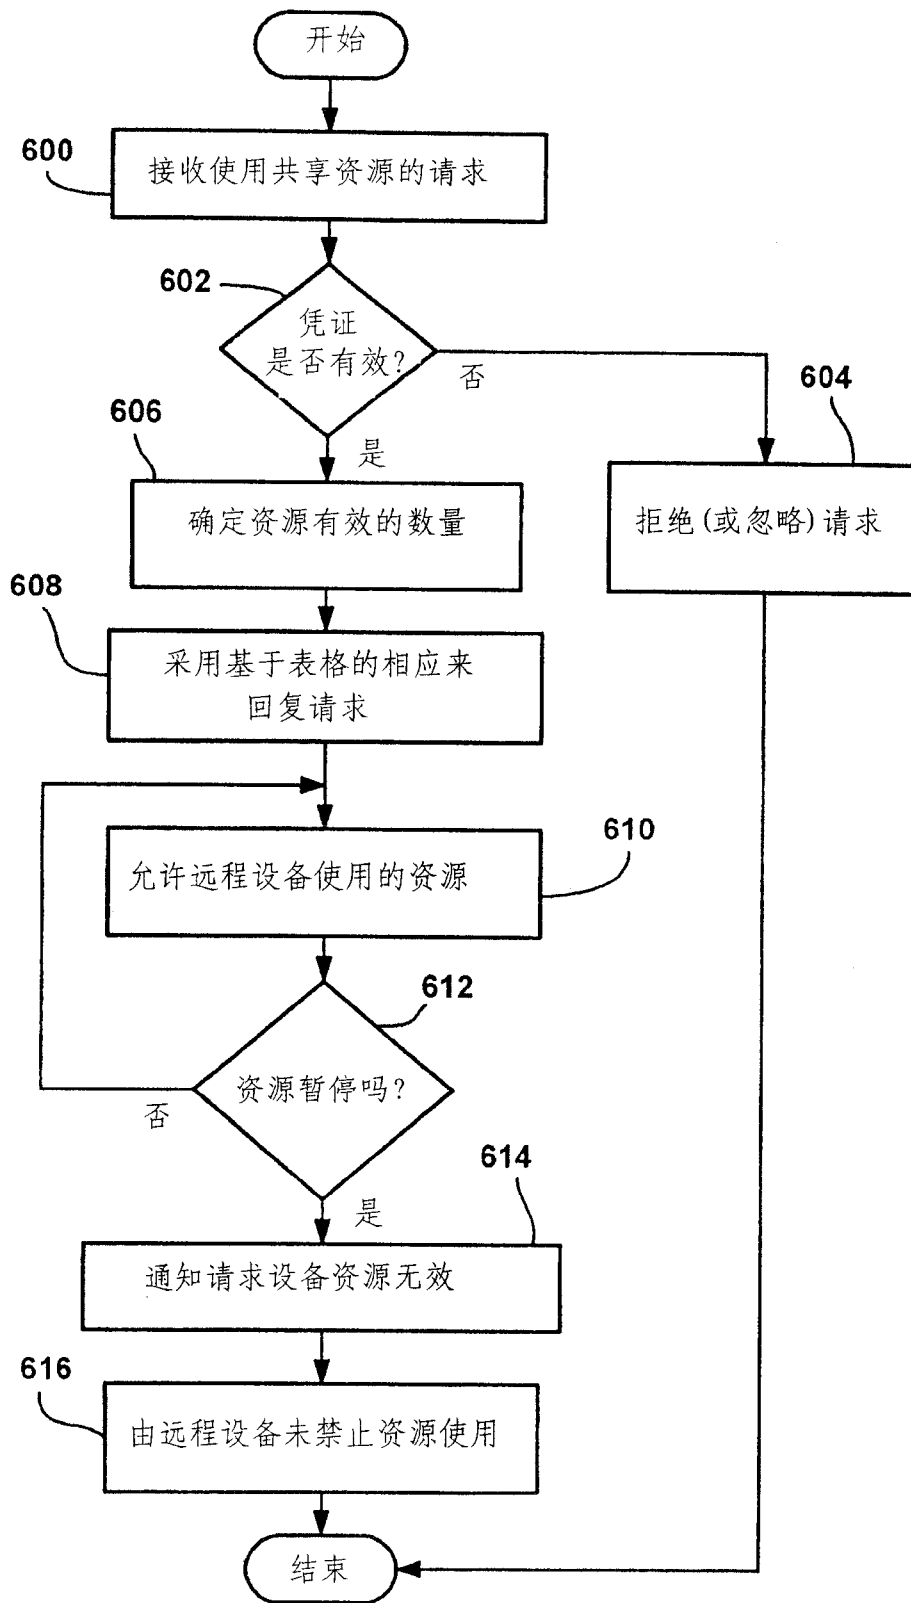 开始
600
接收使用共享资源的请求
602
凭证
是否有效?
否
604
606
是
确定资源有效的数量
拒绝(或忽略)请求
608
采用基于表格的相应来
回复请求
610
允许远程设备使用的资源
612
资源暂停吗?
否
614
是
通知请求设备资源无效
616
由远程设备未禁止资源使用
结束